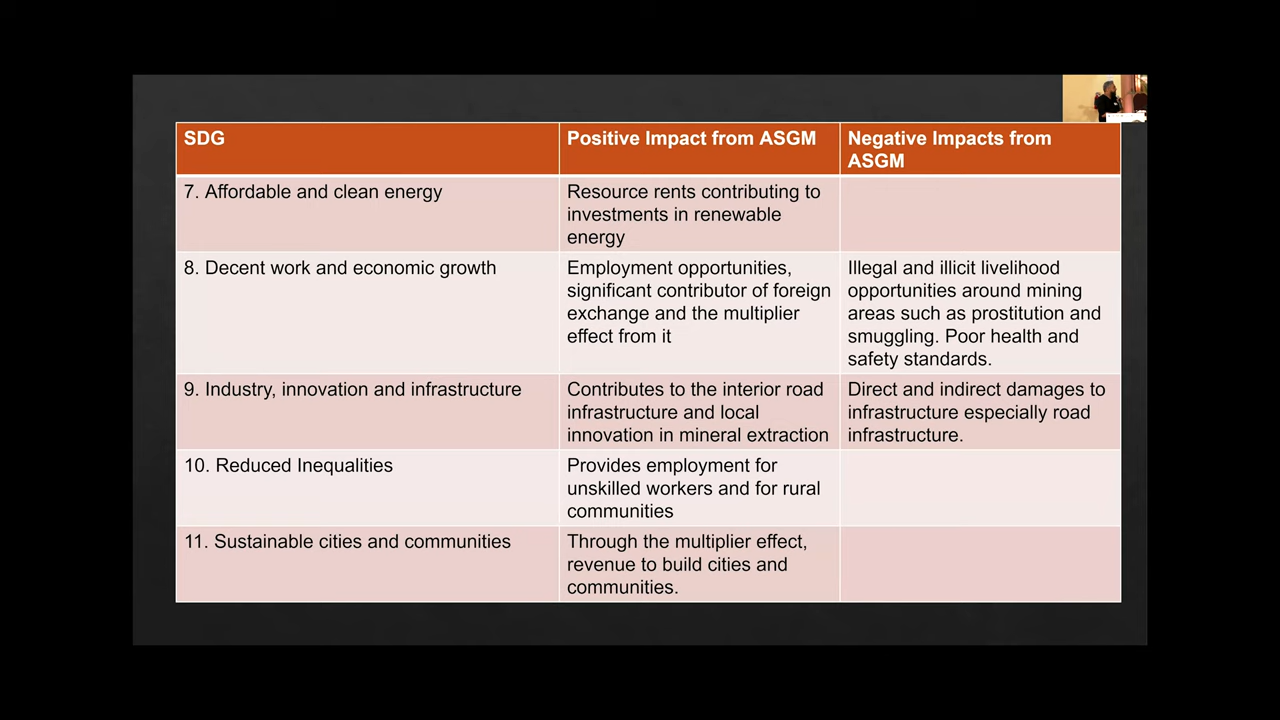 SDG
Positive Impact from ASGM
Negative Impacts from
ASGM
7. Affordable and clean energy
Resource rents contributing to
investments in renewable
energy
8. Decent work and economic growth
Employment opportunities,
significant contributor of foreign
exchange and the multiplier
effect from it
Illegal and illicit livelihood
opportunities around mining
areas such as prostitution and
smuggling. Poor health and
safety standards.
9. Industry, innovation and infrastructure
Contributes to the interior road
infrastructure and local
innovation in mineral extraction
Direct and indirect damages to
infrastructure especially road
infrastructure.
10. Reduced Inequalities
Provides employment for
unskilled workers and for rural
communities
11. Sustainable cities and communities
Through the multiplier effect,
revenue to build cities and
communities.